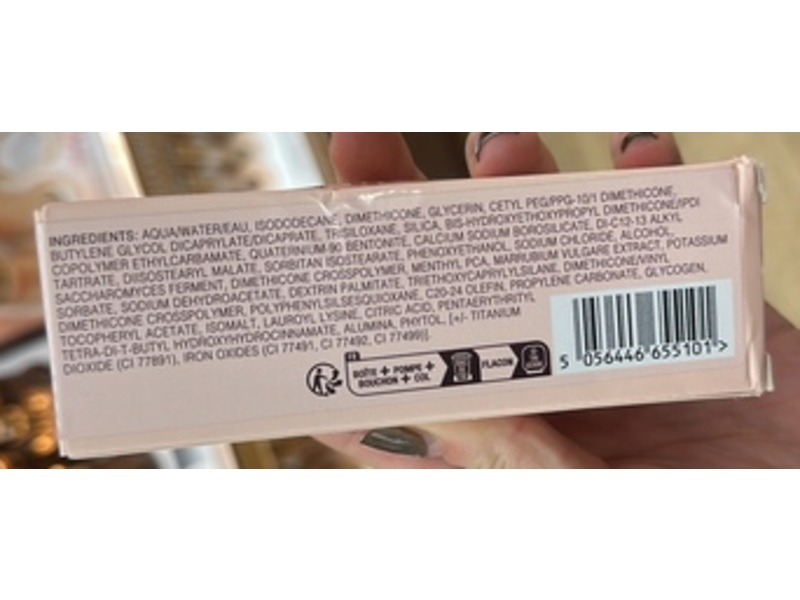 INGREDIENTS: AQUA/WATER/EAU, ISODODECANE, DIMETHICONE, GLYCERIN, CETYL PEG/PPG-10/1 DIMETHICONE,
BUTYLENE GLYCOL DICAPRYLATE/DICAPRATE, TRISILOXANE, SILICA, BIS-HYDROXYETHOXYPROPYL DIMETHICONE/IPDI
COPOLYMER ETHYLCARBAMATE, QUATERNIUM-90 BENTONITE, CALCIUM SODIUM BOROSILICATE, DI-C12-13 ALKYL
TARTRATE, DIISOSTEARYL MALATE, SORBITAN ISOSTEARATE, PHENOXYETHANOL, SODIUM CHLORIDE, ALCOHOL,
SACCHAROMYCES FERMENT, DIMETHICONE CROSSPOLYMER, MENTHYL PCA, MARRUBIUM VULGARE EXTRACT, POTASSIUM
SORBATE, SODIUM DEHYDROACETATE, DEXTRIN PALMITATE, TRIETHOXYCAPRYLYLSILANE, DIMETHICONE/VINYL
DIMETHICONE CROSSPOLYMER, POLYPHENYLSILSESQUIOXANE, C20-24 OLEFIN, PROPYLENE CARBONATE, GLYCOGEN,
TOCOPHERYL ACETATE, ISOMALT, LAUROYL LYSINE, CITRIC ACID, PENTAERYTHRITYL
TETRA-DI-T-BUTYL HYDROXYHYDROCINNAMATE, ALUMINA, PHYTOL, [+/- TITANIUM
DIOXIDE (CI 77891), IRON OXIDES (CI 77491, CI 77492, CI 77499)].
FR
BOÎTE + POMPE +
BOUCHON + COL
FLACON
5 056446 655101 >